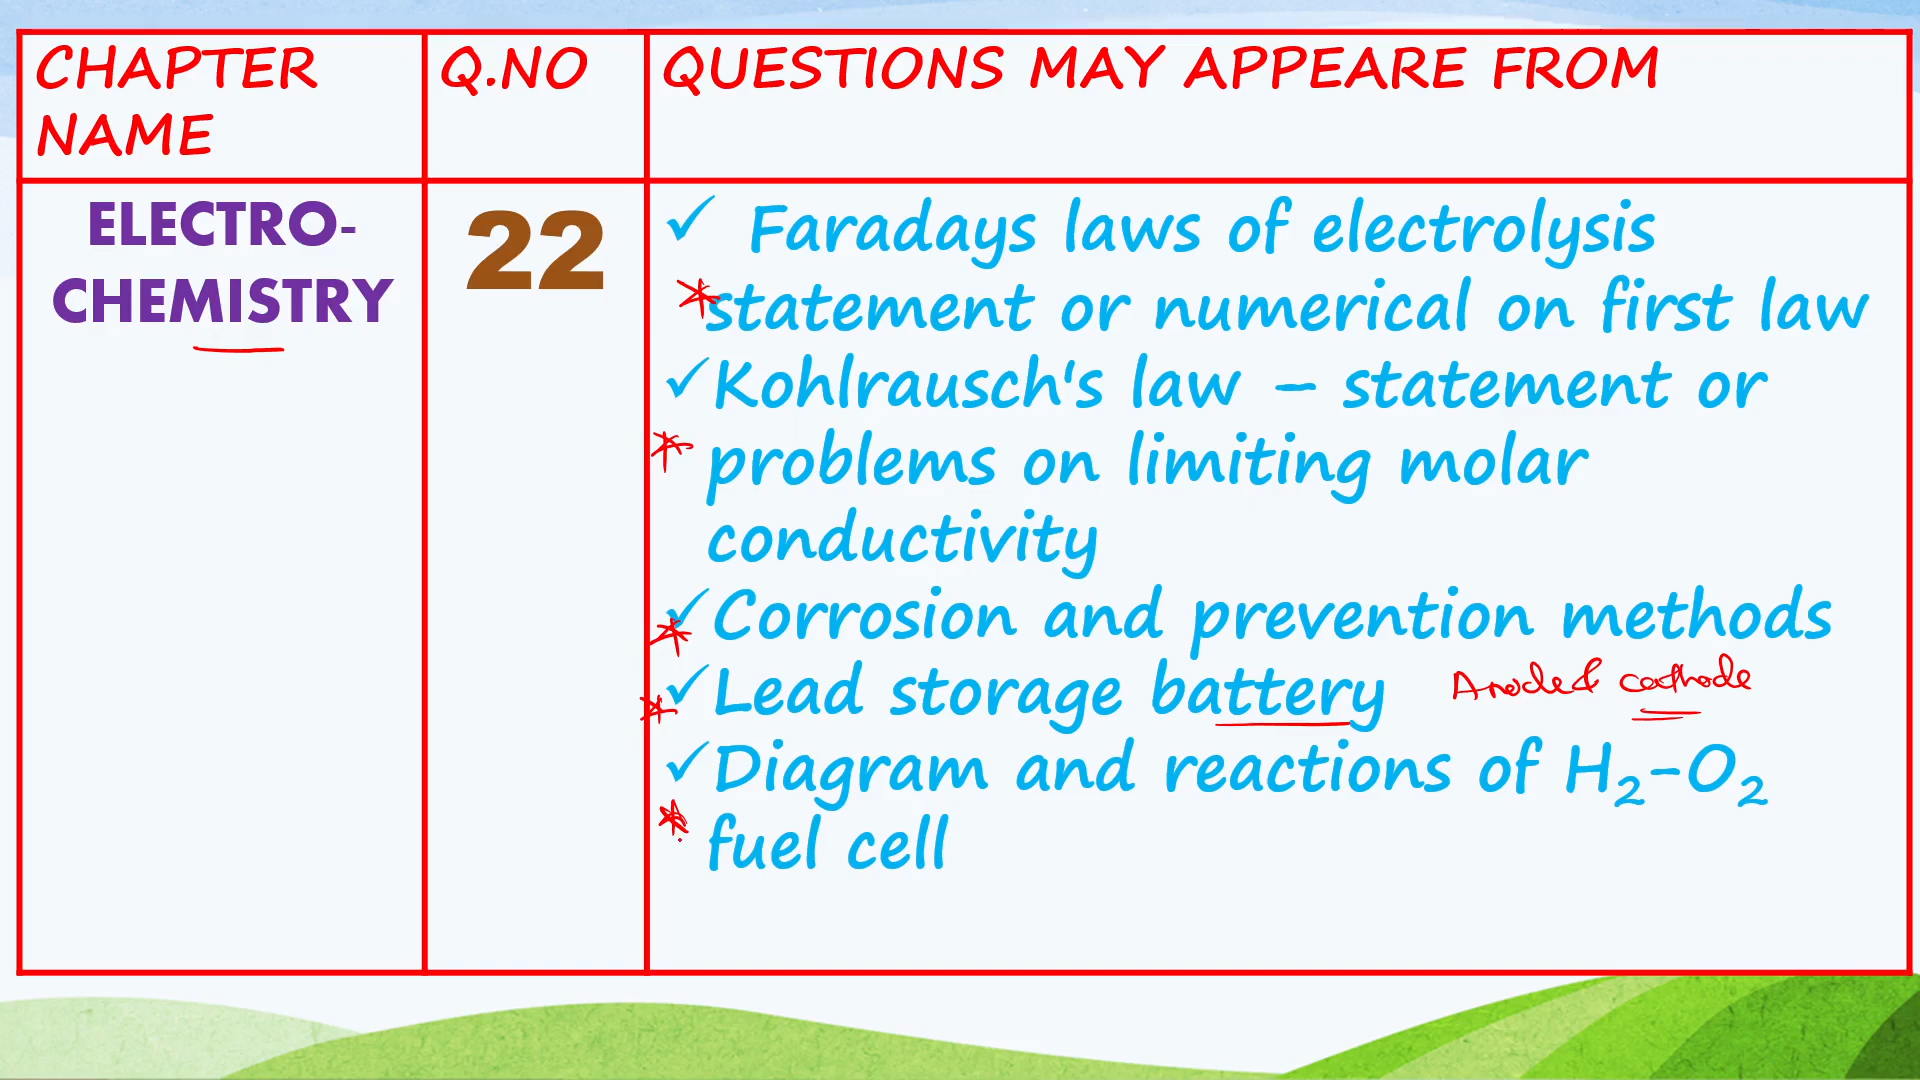 CHAPTER NAME
Q.NO
QUESTIONS MAY APPEARE FROM
ELECTRO-
CHEMISTRY
22
✓ Faradays laws of electrolysis
statement or numerical on first law
✓Kohlrausch's law – statement or
problems on limiting molar
conductivity
✓Corrosion and prevention methods
✓Lead storage battery
Anode & cathode
✓Diagram and reactions of H₂-O₂
fuel cell